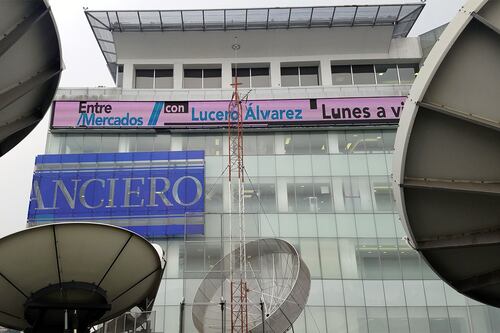 Entre
/Mercados
con
Lucero Álvarez
Lunes a vi
ANCIERO